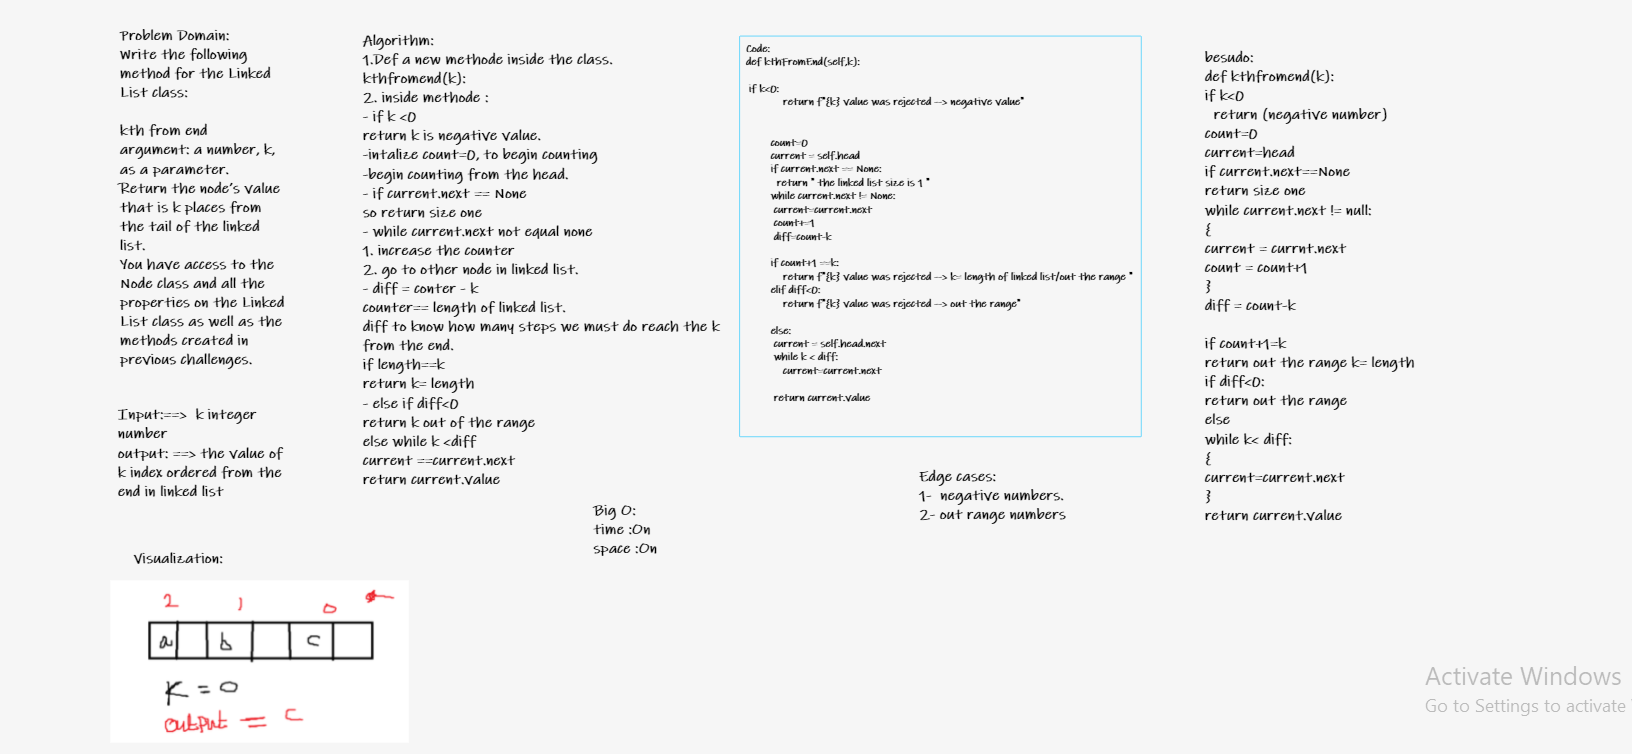 Problem Domain:
Write the following
method for the Linked
List class:
kth from end
argument: a number, k,
as a parameter.
Return the node's value
that is k places from
the tail of the linked
list.
You have access to the
Node class and all the
properties on the Linked
List class as well as the
methods created in
previous challenges.
Input:==> k integer
number
output: ==> the value of
k index ordered from the
end in linked list
Visualization:
2 1 0
a b c
K = 0
output = c
Algorithm:
1.Def a new methode inside the class.
kthfromend(k):
2. inside methode :
- if k <0
return k is negative value.
-intalize count=0, to begin counting
-begin counting from the head.
- if current.next == None
so return size one
- while current.next not equal none
1. increase the counter
2. go to other node in linked list.
- diff = conter - k
counter== length of linked list.
diff to know how many steps we must do reach the k
from the end.
if length==k
return k= length
- else if diff<0
return k out of the range
else while k <diff
current ==current.next
return current.value
Big O:
time :On
space :On
Code:
def kthFromEnd(self,k):
if k<0:
return f"{k} value was rejected --> negative value"
count=0
current = self.head
if current.next == None:
return " the linked list size is 1 "
while current.next != None:
current=current.next
count+=1
diff=count-k
if count+1 ==k:
return f"{k} value was rejected --> k= length of linked list/out the range "
elif diff<0:
return f"{k} value was rejected --> out the range"
else:
current = self.head.next
while k < diff:
current=current.next
return current.value
Edge cases:
1- negative numbers.
2- out range numbers
besudo:
def kthfromend(k):
if k<0
return (negative number)
count=0
current=head
if current.next==None
return size one
while current.next != null:
{
current = currnt.next
count = count+1
}
diff = count-k
if count+1=k
return out the range k= length
if diff<0:
return out the range
else
while k< diff:
{
current=current.next
}
return current.value
Activate Windows
Go to Settings to activate